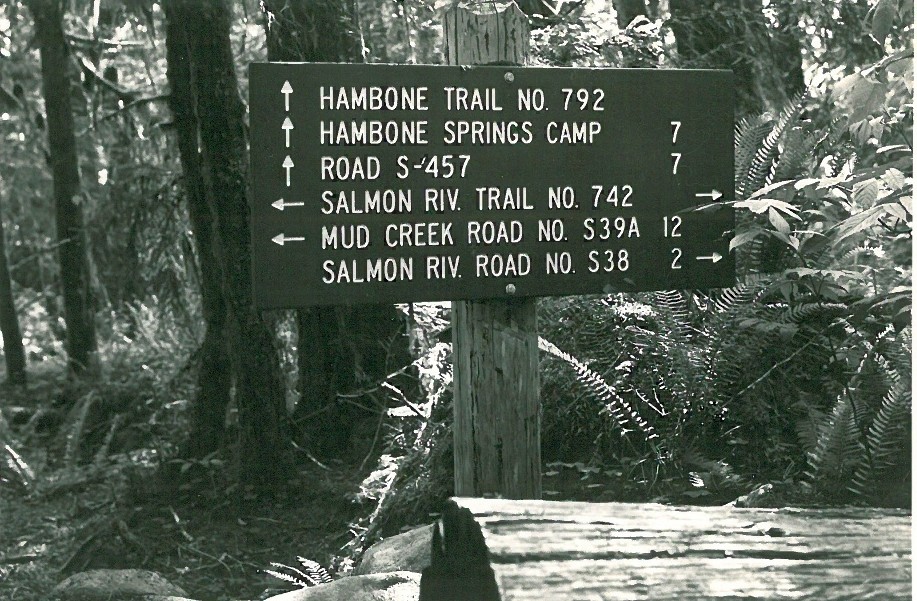 ↑ HAMBONE TRAIL NO. 792
↑ HAMBONE SPRINGS CAMP 7
↑ ROAD S-457 7
← SALMON RIV. TRAIL NO. 742 →
← MUD CREEK ROAD NO. S39A 12
SALMON RIV. ROAD NO. S38 2 →